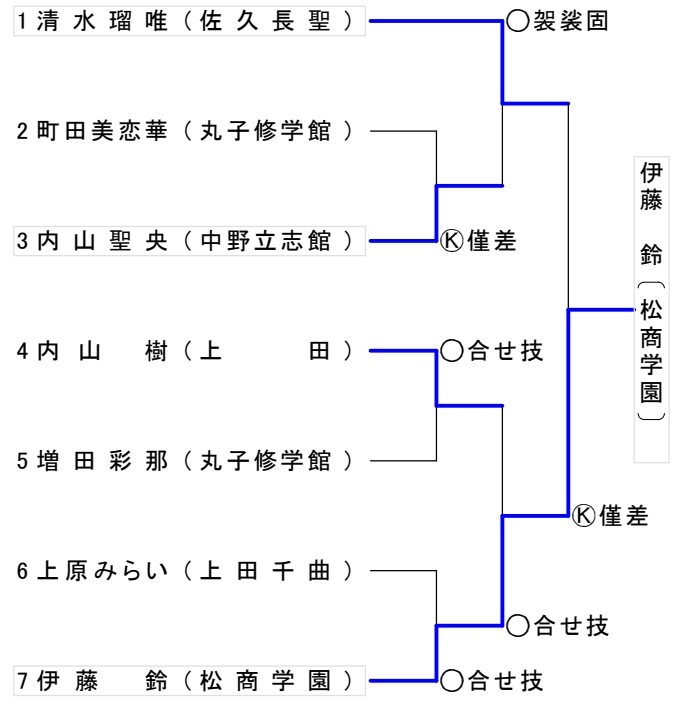 1 清水瑠唯（佐久長聖） ○袈裟固
2 町田美恋華（丸子修学館）
3 内山聖央（中野立志館） Ⓚ僅差
4 内山　樹（上　田） ○合せ技
5 増田彩那（丸子修学館）
Ⓚ僅差
6 上原みらい（上田千曲）
○合せ技
7 伊藤　鈴（松商学園） ○合せ技
伊藤　鈴（松商学園）